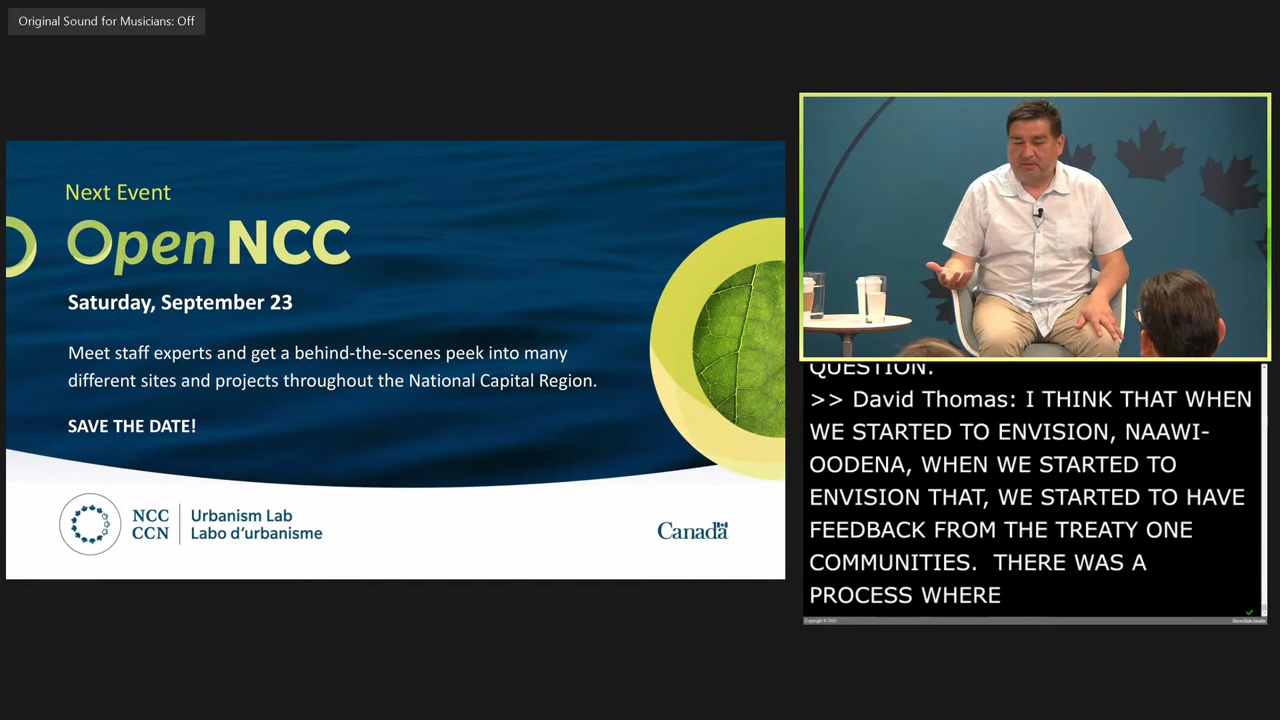 Original Sound for Musicians: Off
Next Event
Open NCC
Saturday, September 23
Meet staff experts and get a behind-the-scenes peek into many
different sites and projects throughout the National Capital Region.
SAVE THE DATE!
NCC
CCN
Urbanism Lab
Labo d'urbanisme
Canada
QUESTION.
>> David Thomas: I THINK THAT WHEN
WE STARTED TO ENVISION, NAAWI-
OODENA, WHEN WE STARTED TO
ENVISION THAT, WE STARTED TO HAVE
FEEDBACK FROM THE TREATY ONE
COMMUNITIES.  THERE WAS A
PROCESS WHERE
Copyright © 2023